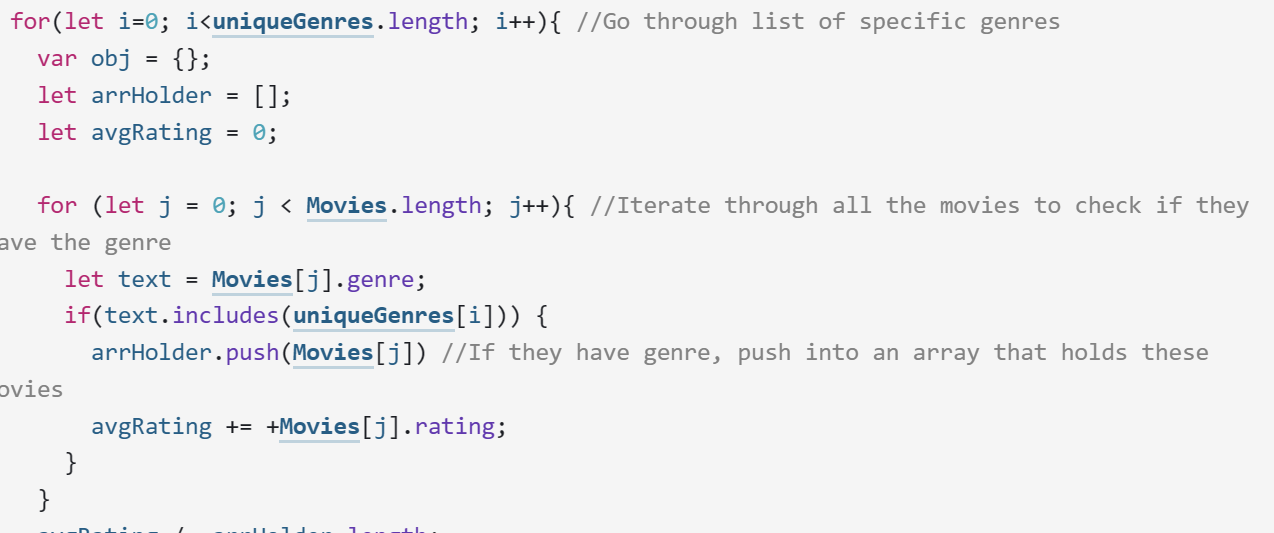 for(let i=0; i<uniqueGenres.length; i++){ //Go through list of specific genres
var obj = {};
let arrHolder = [];
let avgRating = 0;
for (let j = 0; j < Movies.length; j++){ //Iterate through all the movies to check if they
ave the genre
let text = Movies[j].genre;
if(text.includes(uniqueGenres[i])) {
arrHolder.push(Movies[j]) //If they have genre, push into an array that holds these
ovies
avgRating += +Movies[j].rating;
}
}